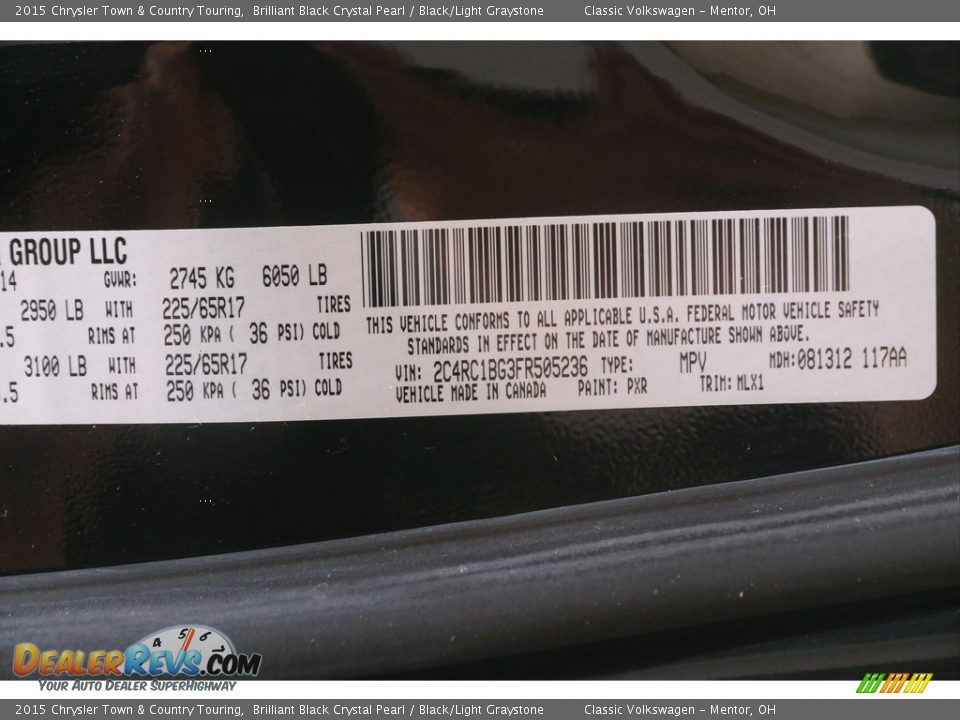 2015 Chrysler Town & Country Touring, Brilliant Black Crystal Pearl / Black/Light Graystone Classic Volkswagen – Mentor, OH
GROUP LLC
14 GVWR: 2745 KG 6050 LB
2950 LB WITH 225/65R17 TIRES
.5 RIMS AT 250 KPA ( 36 PSI) COLD
3100 LB WITH 225/65R17 TIRES
.5 RIMS AT 250 KPA ( 36 PSI) COLD
THIS VEHICLE CONFORMS TO ALL APPLICABLE U.S.A. FEDERAL MOTOR VEHICLE SAFETY
STANDARDS IN EFFECT ON THE DATE OF MANUFACTURE SHOWN ABOVE.
VIN: 2C4RC1BG3FR505236 TYPE: MPV MDH:081312 117AA
VEHICLE MADE IN CANADA PAINT: PXR TRIM: MLX1
4 5 6
DEALERREVS.COM
YOUR AUTO DEALER SUPERHIGHWAY
2015 Chrysler Town & Country Touring, Brilliant Black Crystal Pearl / Black/Light Graystone Classic Volkswagen – Mentor, OH